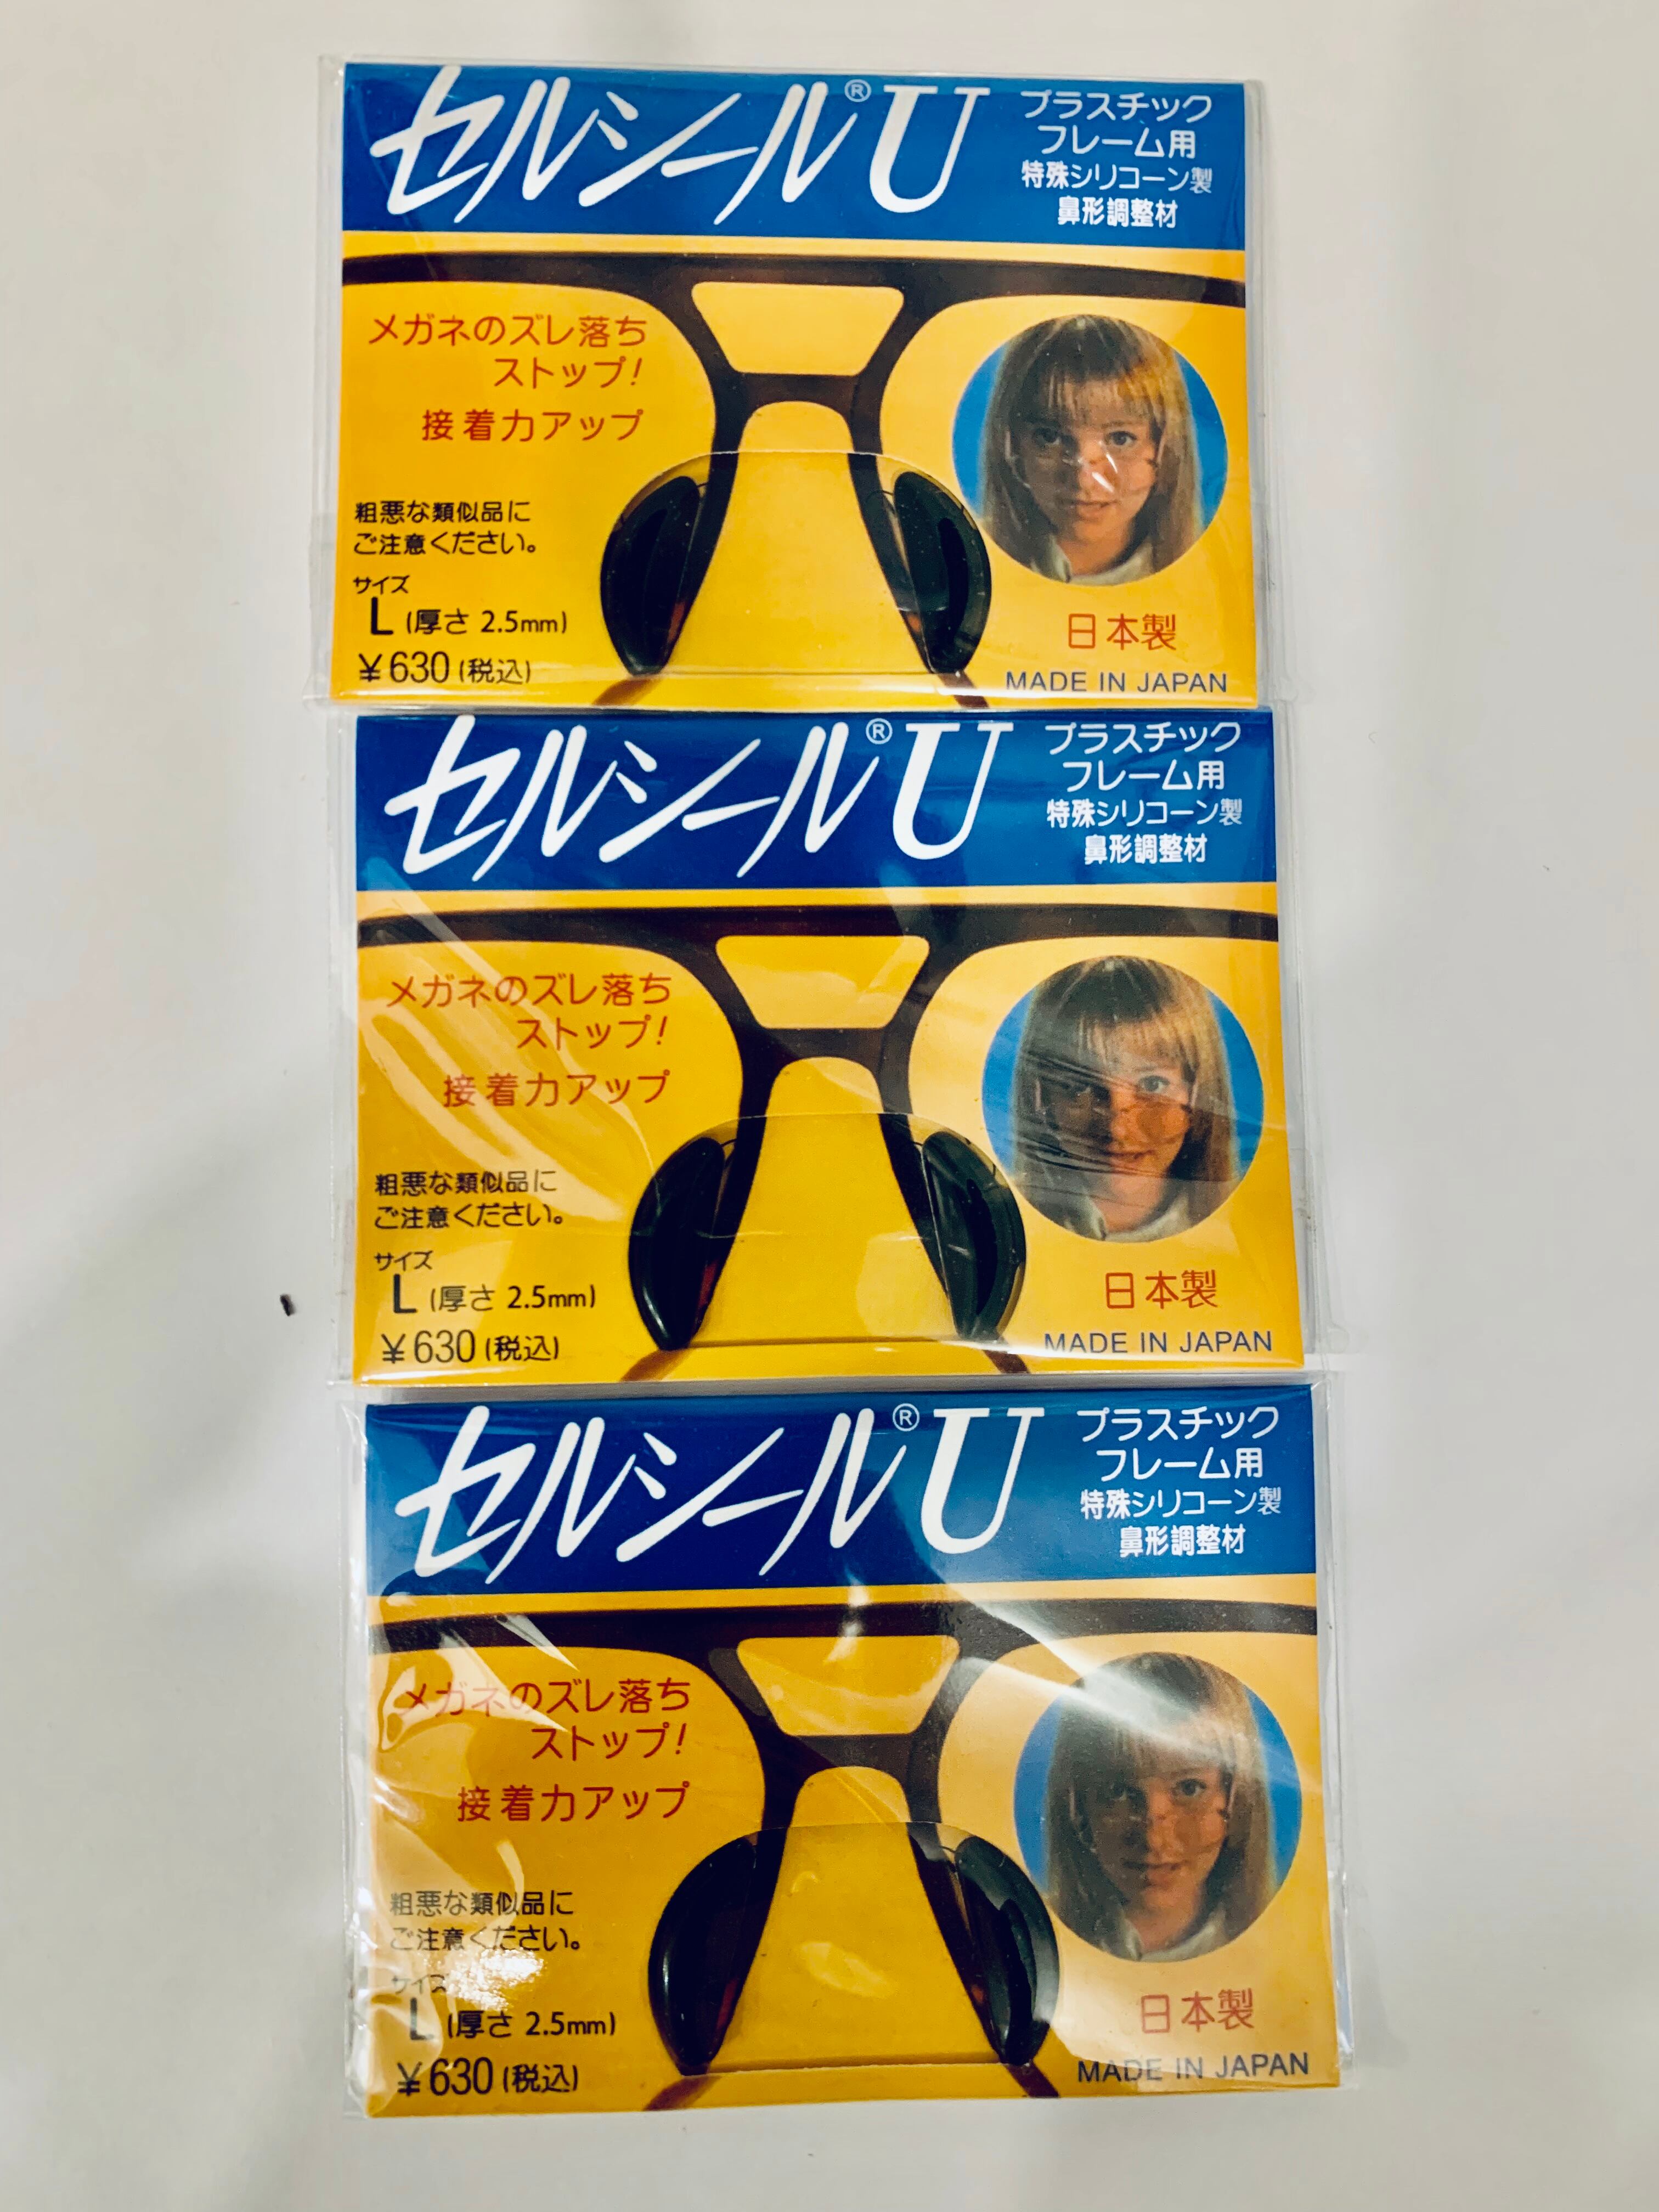 セルシール® U
プラスチック
フレーム用
特殊シリコーン製
鼻形調整材
メガネのズレ落ち
ストップ!
接着力アップ
粗悪な類似品に
ご注意ください。
サイズ
L (厚さ 2.5mm)
¥630 (税込)
日本製
MADE IN JAPAN
セルシール® U
プラスチック
フレーム用
特殊シリコーン製
鼻形調整材
メガネのズレ落ち
ストップ!
接着力アップ
粗悪な類似品に
ご注意ください。
サイズ
L (厚さ 2.5mm)
¥630 (税込)
日本製
MADE IN JAPAN
セルシール® U
プラスチック
フレーム用
特殊シリコーン製
鼻形調整材
メガネのズレ落ち
ストップ!
接着力アップ
粗悪な類似品に
ご注意ください。
サイズ
L (厚さ 2.5mm)
¥630 (税込)
日本製
MADE IN JAPAN